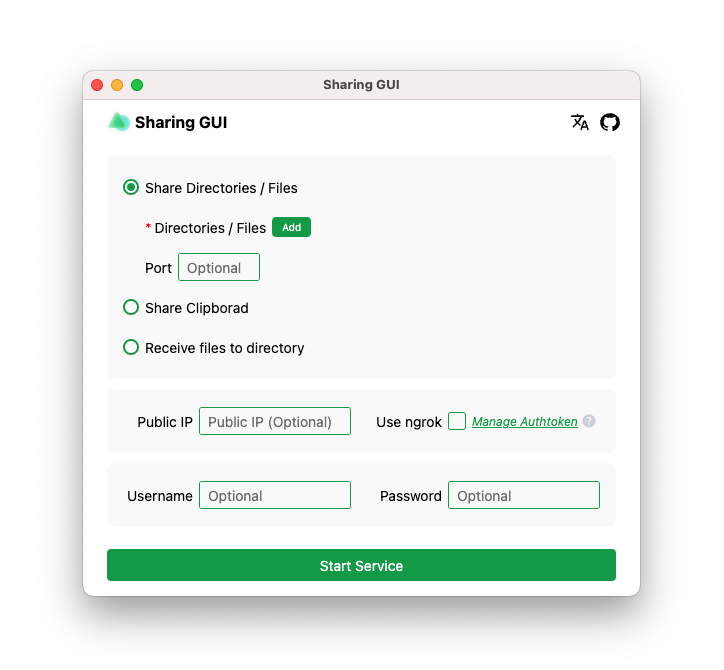 Sharing GUI
Sharing GUI
Share Directories / Files
* Directories / Files Add
Port Optional
Share Clipborad
Receive files to directory
Public IP Public IP (Optional) Use ngrok Manage Authtoken ?
Username Optional Password Optional
Start Service